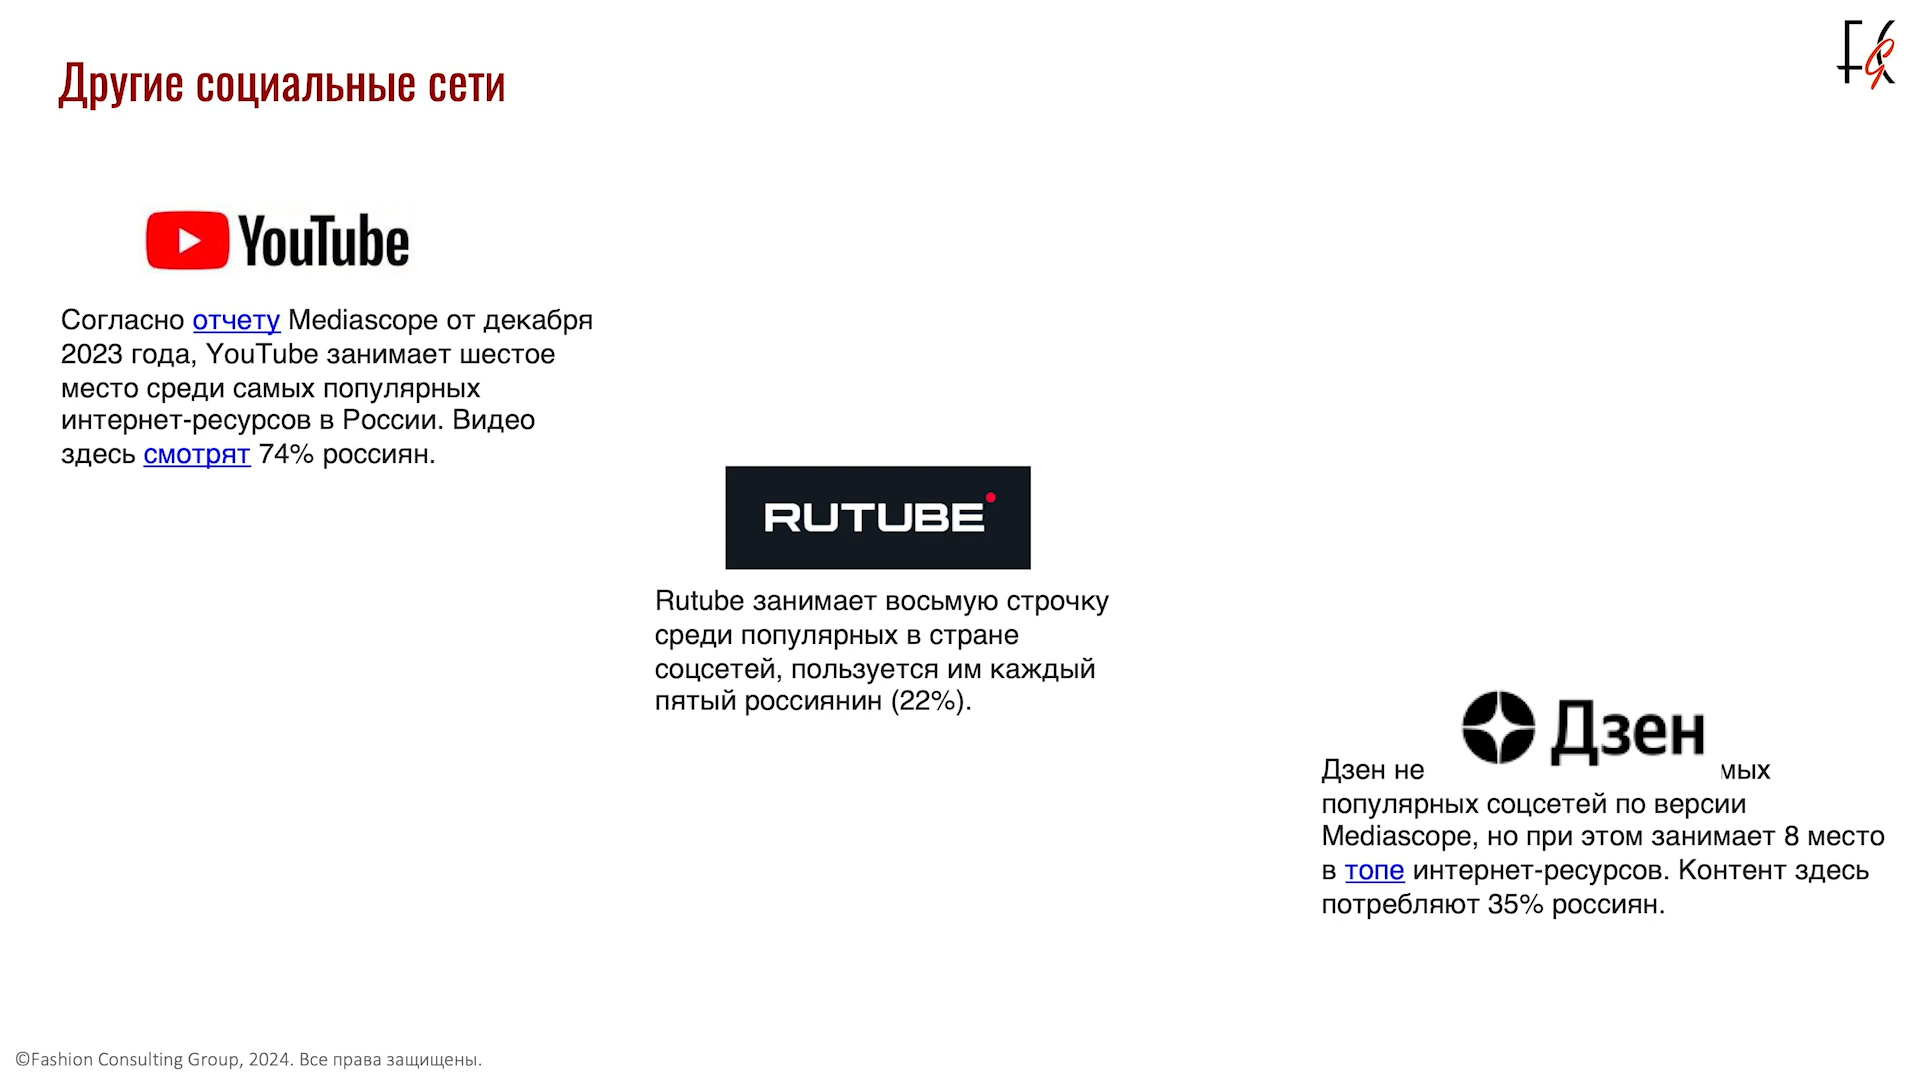 Другие социальные сети
FG
YouTube
Согласно отчету Mediascope от декабря
2023 года, YouTube занимает шестое
место среди самых популярных
интернет-ресурсов в России. Видео
здесь смотрят 74% россиян.
RUTUBE
Rutube занимает восьмую строчку
среди популярных в стране
соцсетей, пользуется им каждый
пятый россиянин (22%).
Дзен
Дзен не мых
популярных соцсетей по версии
Mediascope, но при этом занимает 8 место
в топе интернет-ресурсов. Контент здесь
потребляют 35% россиян.
©Fashion Consulting Group, 2024. Все права защищены.